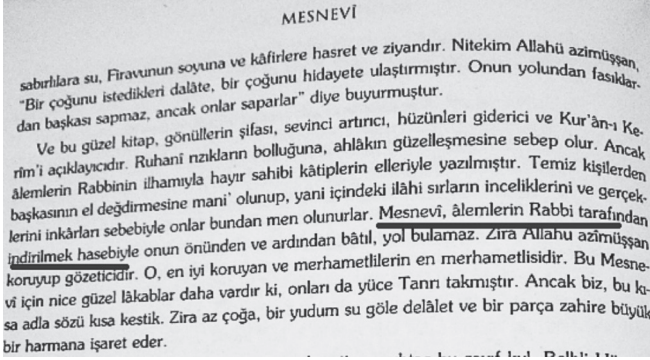 MESNEVÎ
sabırlılara su, Firavunun soyuna ve kâfirlere hasret ve ziyandır. Nitekim Allahü azimüşşan,
"Bir çoğunu istedikleri dalâte, bir çoğunu hidayete ulaştırmıştır. Onun yolundan fasıklar-
dan başkası sapmaz, ancak onlar saparlar" diye buyurmuştur.
Ve bu güzel kitap, gönüllerin şifası, sevinci artırıcı, hüzünleri giderici ve Kur'ân-ı Ke-
rîm'i açıklayıcıdır. Ruhanî rızıkların bolluğuna, ahlâkın güzelleşmesine sebep olur. Ancak
âlemlerin Rabbinin ilhamıyla hayır sahibi kâtiplerin elleriyle yazılmıştır. Temiz kişilerden
başkasının el değdirmesine mani' olunup, yani içindeki ilâhi sırların inceliklerini ve gerçek-
lerini inkârları sebebiyle onlar bundan men olunurlar. Mesnevî, âlemlerin Rabbi tarafından
indirilmek hasebiyle onun önünden ve ardından bâtıl, yol bulamaz. Zira Allahu azîmüşşan
koruyup gözeticidir. O, en iyi koruyan ve merhametlilerin en merhametlisidir. Bu Mesne-
vî için nice güzel lâkablar daha vardır ki, onları da yüce Tanrı takmıştır. Ancak biz, bu kı-
sa adla sözü kısa kestik. Zira az çoğa, bir yudum su göle delâlet ve bir parça zahire büyük
bir harmana işaret eder.